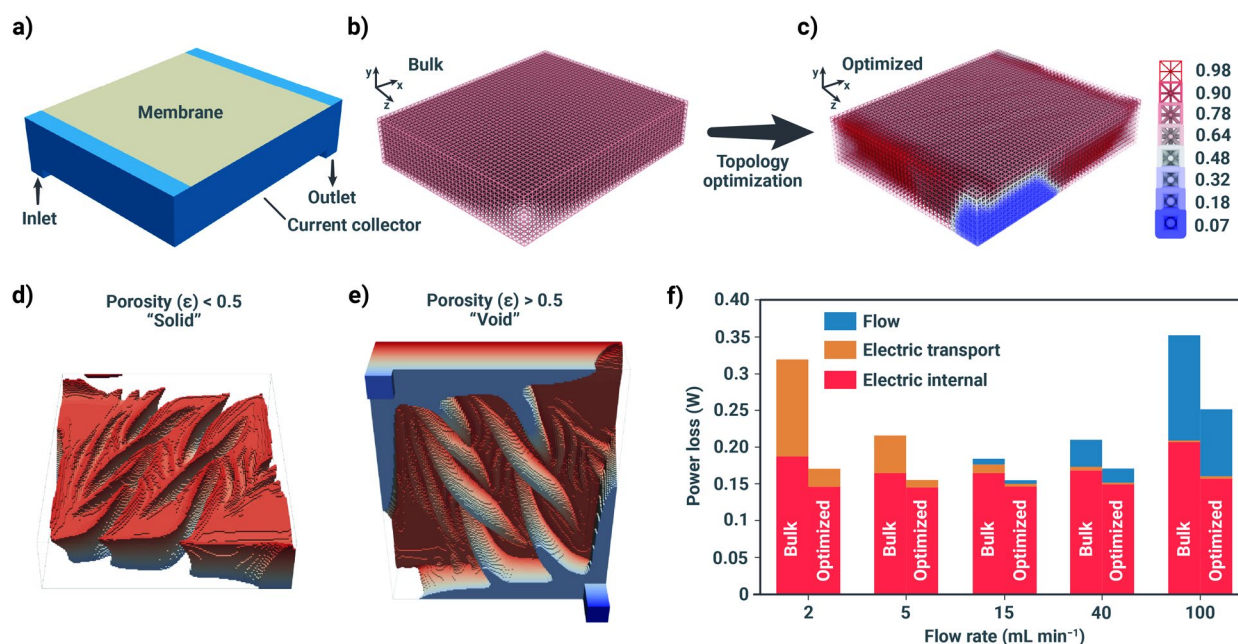 a)
Membrane
Inlet
Outlet
Current collector
b)
Bulk
y
x
z
Topology
optimization
c)
Optimized
y
x
z
0.98
0.90
0.78
0.64
0.48
0.32
0.18
0.07
d)
Porosity (ε) < 0.5
“Solid”
e)
Porosity (ε) > 0.5
“Void”
f)
Power loss (W)
0.40
0.35
0.3
0.25
0.20
0.15
0.1
0.05
0
Flow
Electric transport
Electric internal
Bulk
Optimized
Bulk
Optimized
Bulk
Optimized
Bulk
Optimized
Bulk
Optimized
2
5
15
40
100
Flow rate (mL min⁻¹)